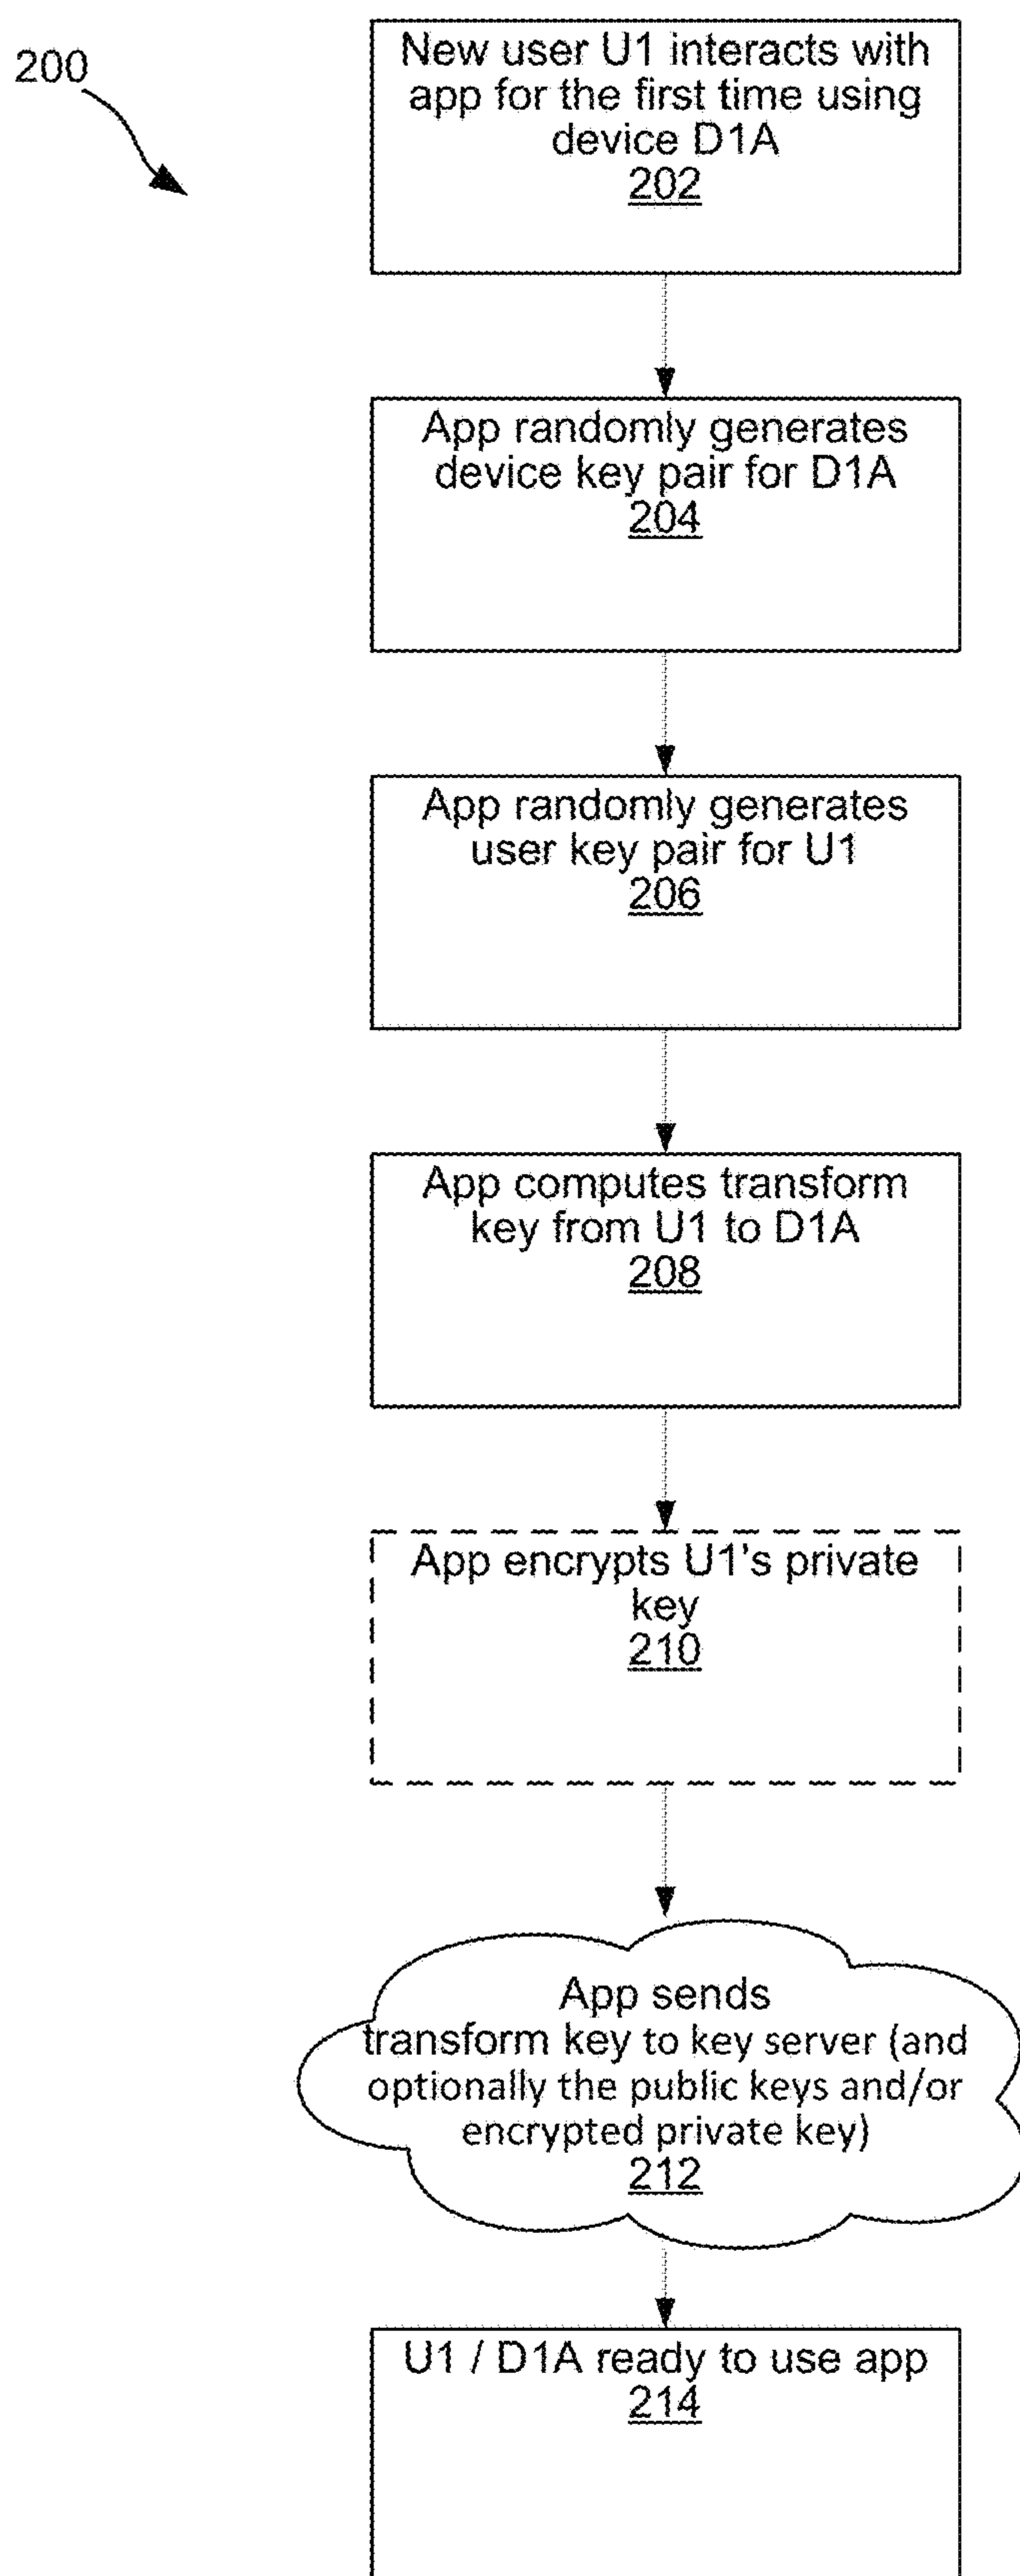 200
New user U1 interacts with
app for the first time using
device D1A
202
App randomly generates
device key pair for D1A
204
App randomly generates
user key pair for U1
206
App computes transform
key from U1 to D1A
208
App encrypts U1's private
key
210
App sends
transform key to key server (and
optionally the public keys and/or
encrypted private key)
212
U1 / D1A ready to use app
214